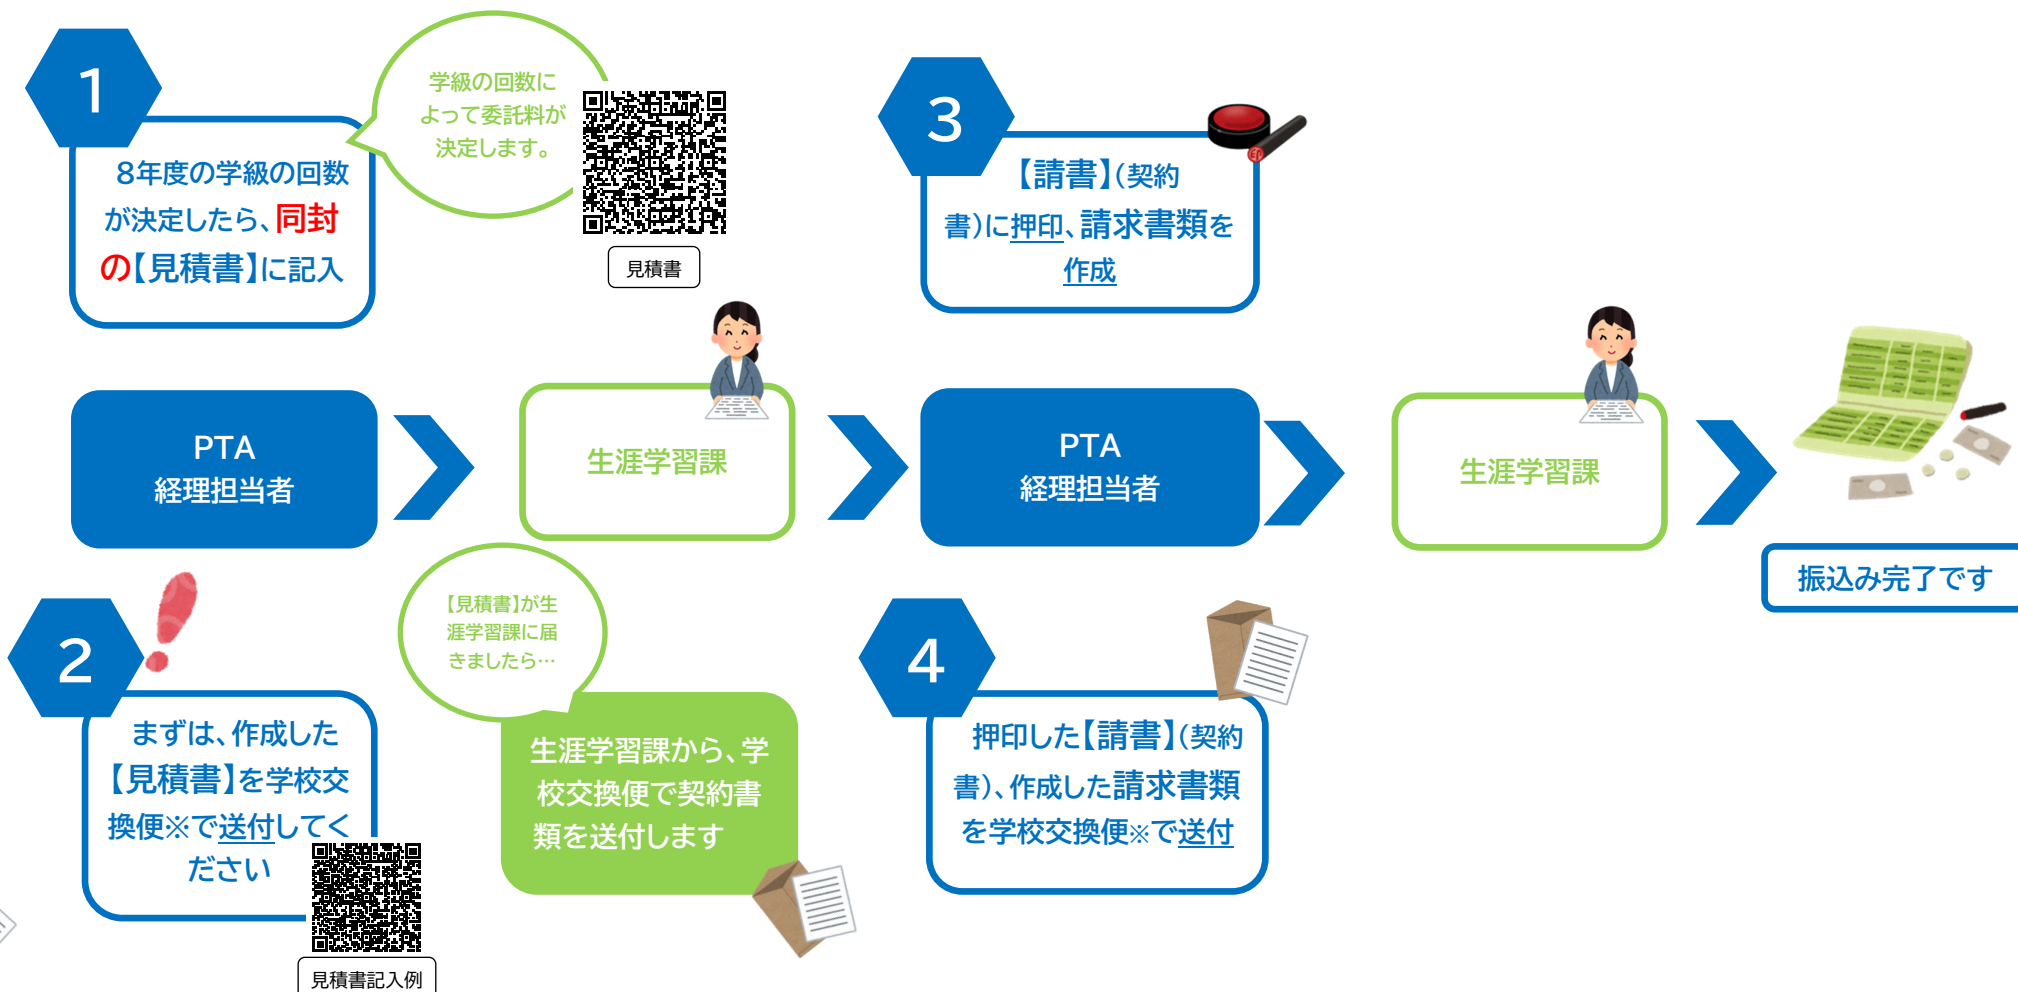 1
8年度の学級の回数
が決定したら、同封
の【見積書】に記入
学級の回数に
よって委託料が
決定します。
見積書
3
【請書】(契約
書)に押印、請求書類を
作成
PTA
経理担当者
生涯学習課
PTA
経理担当者
生涯学習課
振込み完了です
2
まずは、作成した
【見積書】を学校交
換便※で送付してく
ださい
見積書記入例
【見積書】が生
涯学習課に届
きましたら…
生涯学習課から、学
校交換便で契約書
類を送付します
4
押印した【請書】(契約
書)、作成した請求書類
を学校交換便※で送付